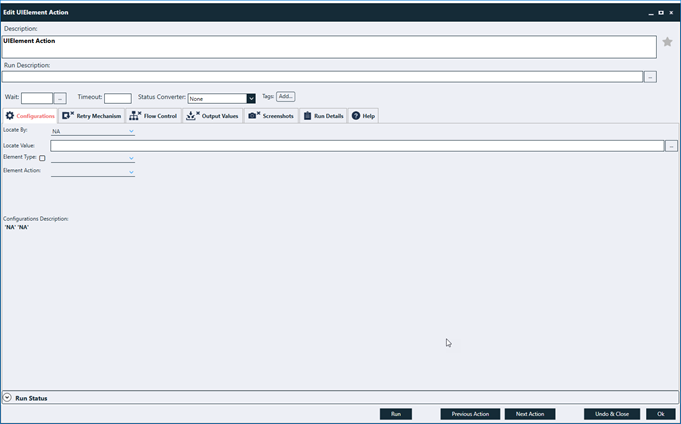 Edit UIElement Action
Description:
UIElement Action
Run Description:
...
Wait: ... Timeout: Status Converter: None Tags: Add...
Configurations Retry Mechanism Flow Control Output Values Screenshots Run Details Help
Locate By: NA
Locate Value: ...
Element Type:
Element Action:
Configurations Description:
'NA' 'NA'
Run Status
Run Previous Action Next Action Undo & Close Ok